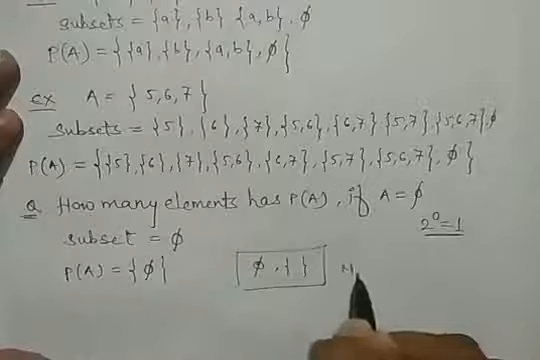 subsets = {a}, {b} {a,b}, ϕ
P(A) = { {a}, {b}, {a,b}, ϕ }
ex A = { 5,6,7 }
subsets = {5}, {6}, {7}, {5,6}, {6,7} {5,7}, {5,6,7}, ϕ
P(A) = { {5}, {6}, {7}, {5,6}, {6,7}, {5,7}, {5,6,7}, ϕ }
Q How many elements has P(A), if A = ϕ
2⁰=1
subset = ϕ
P(A) = { ϕ } ϕ, { }